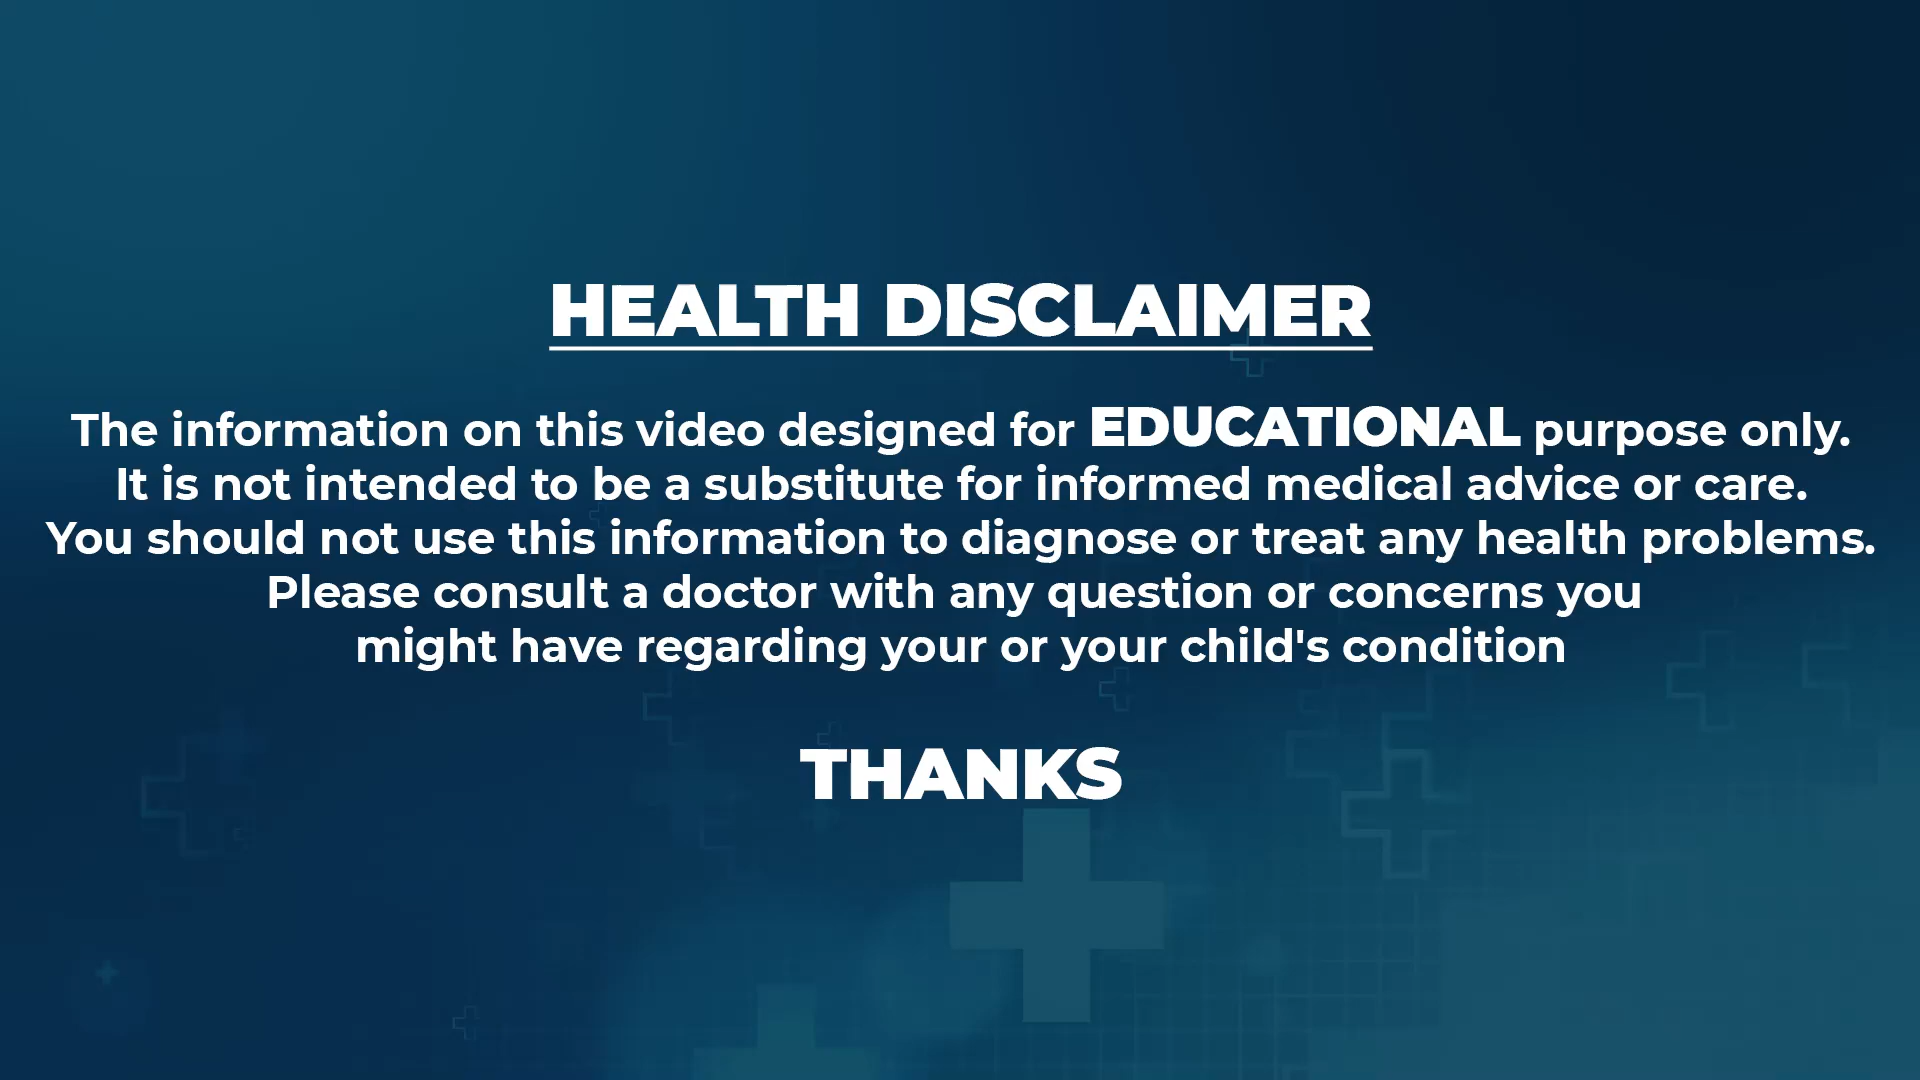 HEALTH DISCLAIMER
The information on this video designed for EDUCATIONAL purpose only.
It is not intended to be a substitute for informed medical advice or care.
You should not use this information to diagnose or treat any health problems.
Please consult a doctor with any question or concerns you
might have regarding your or your child's condition
THANKS